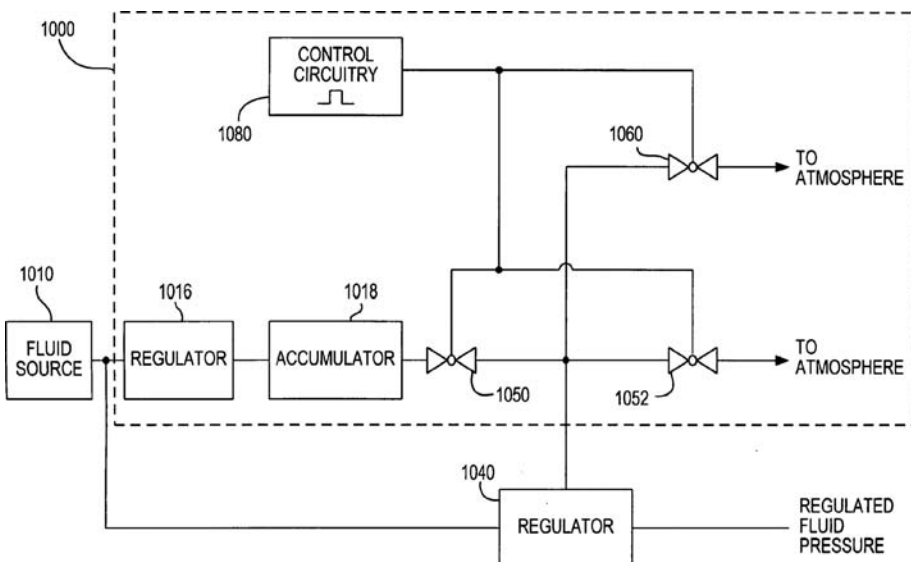 1000
CONTROL
CIRCUITRY
1080
1060
TO
ATMOSPHERE
1010
1016
1018
FLUID
SOURCE
REGULATOR
ACCUMULATOR
1050
1052
TO
ATMOSPHERE
1040
REGULATOR
REGULATED
FLUID
PRESSURE